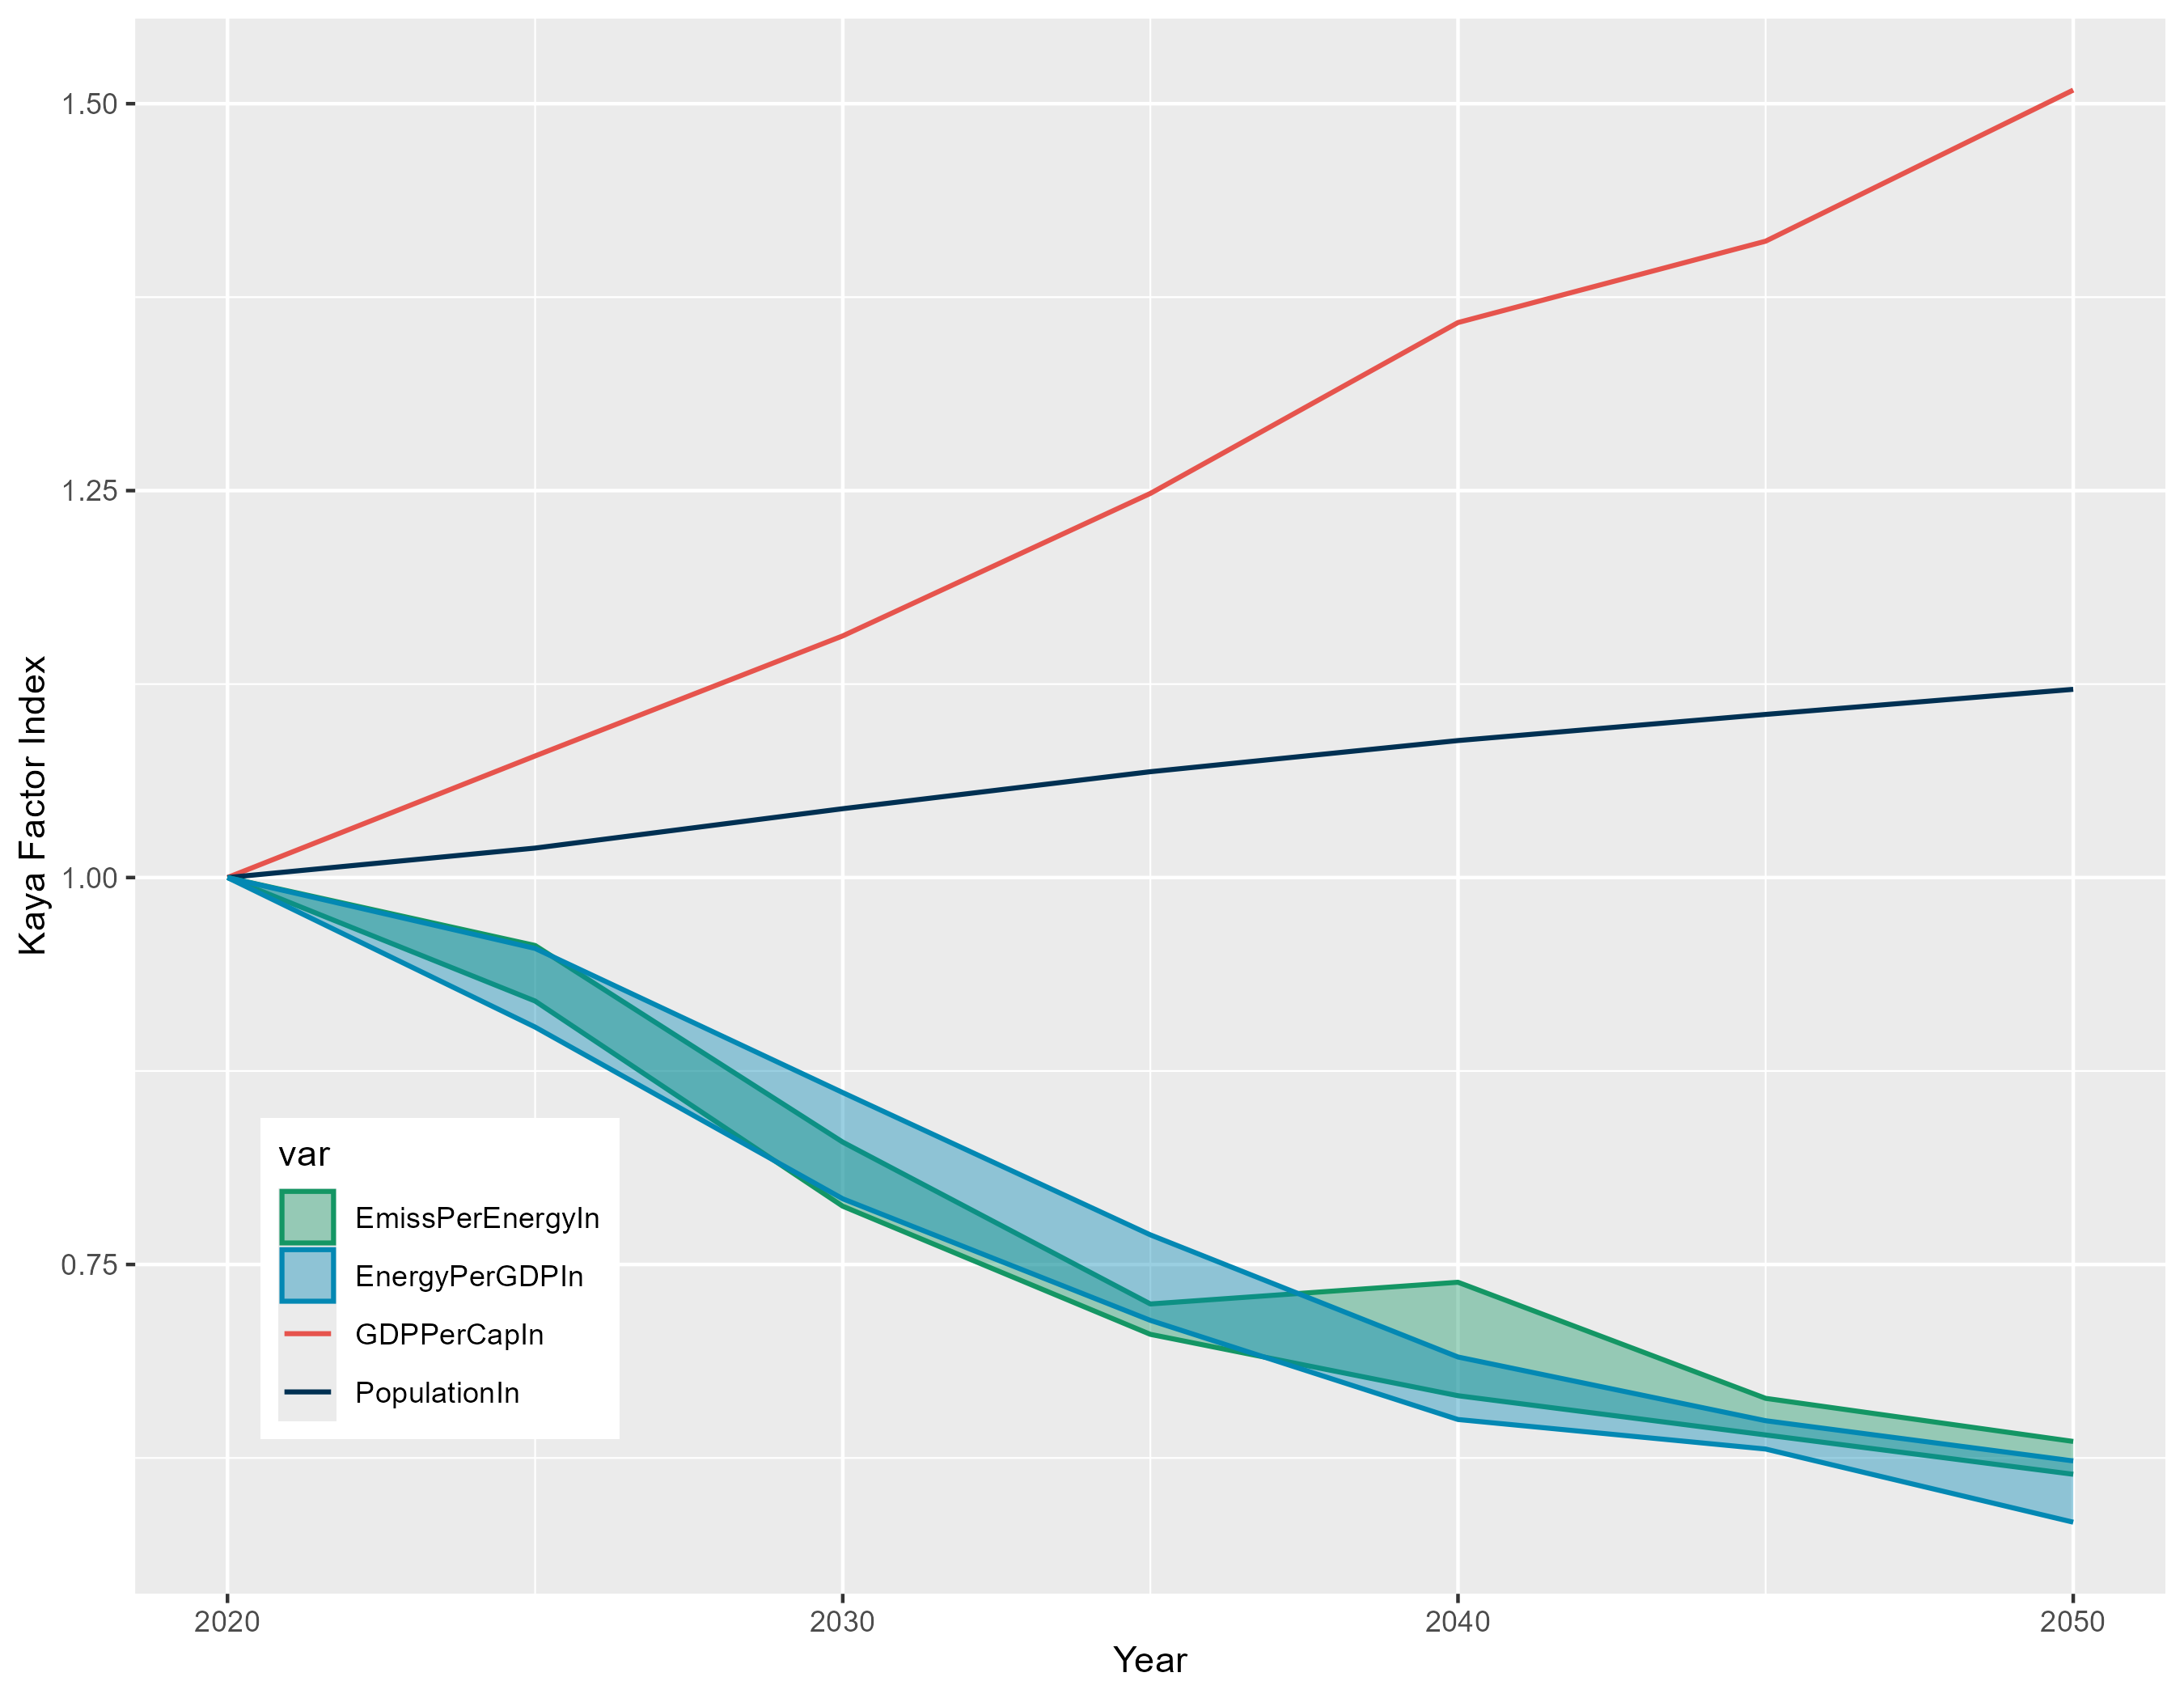 1.50
1.25
1.00
0.75
Kaya Factor Index
var
EmissPerEnergyIn
EnergyPerGDPIn
GDPPerCapIn
PopulationIn
2020
2030
2040
2050
Year